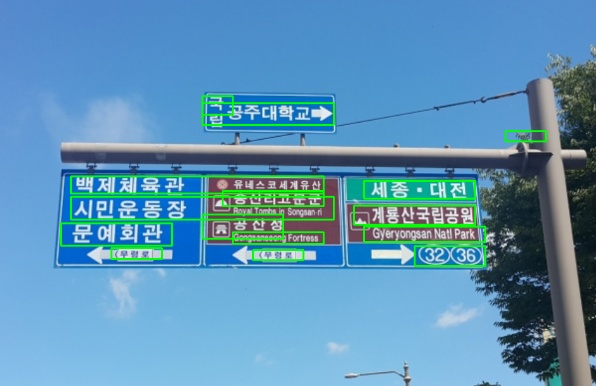 국립 공주대학교
백제체육관
시민운동장
문예회관
(무령로)
유네스코세계유산
송산리고분군
Royal Tombs in Songsan-ri
공산성
Gongsanseong Fortress
(무령로)
세종·대전
계룡산국립공원
Gyeryongsan Natl Park
32 36